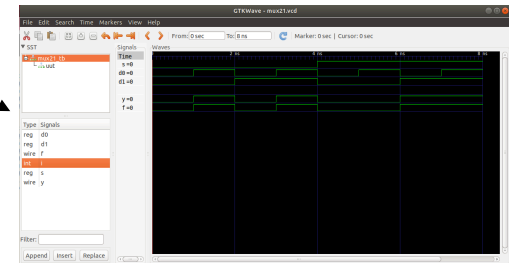 GTKWave - mux21.vcd
File Edit Search Time Markers View Help
From: 0 sec To: 8 ns Marker: 0 sec | Cursor: 0 sec
SST
mux21_tb
uut
Type Signals
reg d0
reg d1
wire f
int i
reg s
wire y
Filter:
Append Insert Replace
Signals
Time
s=0
d0=0
d1=0
y=0
f=0
Waves
2 ns
6 ns
8 ns